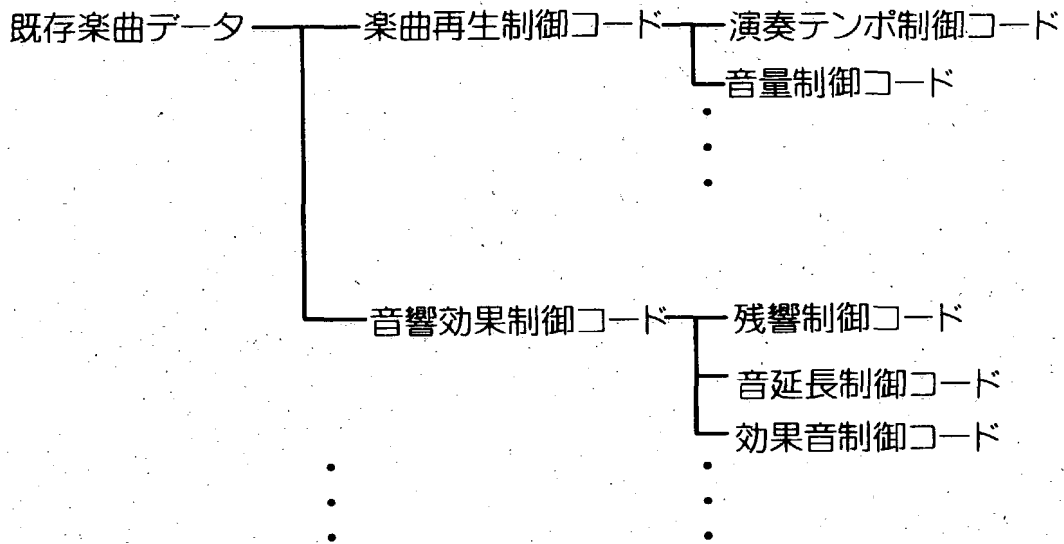 既存楽曲データ 楽曲再生制御コード 演奏テンポ制御コード
音量制御コード
音響効果制御コード 残響制御コード
音延長制御コード
効果音制御コード